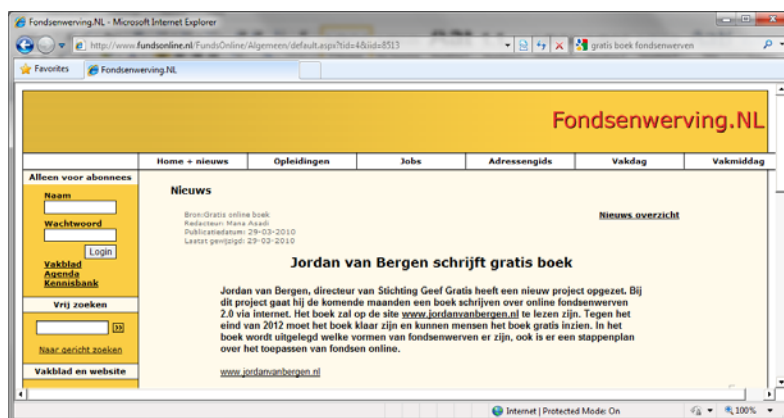 Fondsenwerving.NL - Microsoft Internet Explorer
http://www.fundsonline.nl/FundsOnline/Algemeen/default.aspx?tid=4&iid=8513
gratis boek fondsenwerven
Favorites
Fondsenwerving.NL
Fondsenwerving.NL
Home + nieuws Opleidingen Jobs Adressengids Vakdag Vakmiddag
Alleen voor abonnees
Naam
Wachtwoord
Login
Vakblad
Agenda
Kennisbank
Vrij zoeken
Naar gericht zoeken
Vakblad en website
Nieuws
Bron:Gratis online boek
Redacteur: Mana Asadi
Publicatiedatum: 29-03-2010
Laatst gewijzigd: 29-03-2010
Nieuws overzicht
Jordan van Bergen schrijft gratis boek
Jordan van Bergen, directeur van Stichting Geef Gratis heeft een nieuw project opgezet. Bij
dit project gaat hij de komende maanden een boek schrijven over online fondsenwerven
2.0 via internet. Het boek zal op de site www.jordanvanbergen.nl te lezen zijn. Tegen het
eind van 2012 moet het boek klaar zijn en kunnen mensen het boek gratis inzien. In het
boek wordt uitgelegd welke vormen van fondsenwerven er zijn, ook is er een stappenplan
over het toepassen van fondsen online.
www.jordanvanbergen.nl
Internet | Protected Mode: On
100%